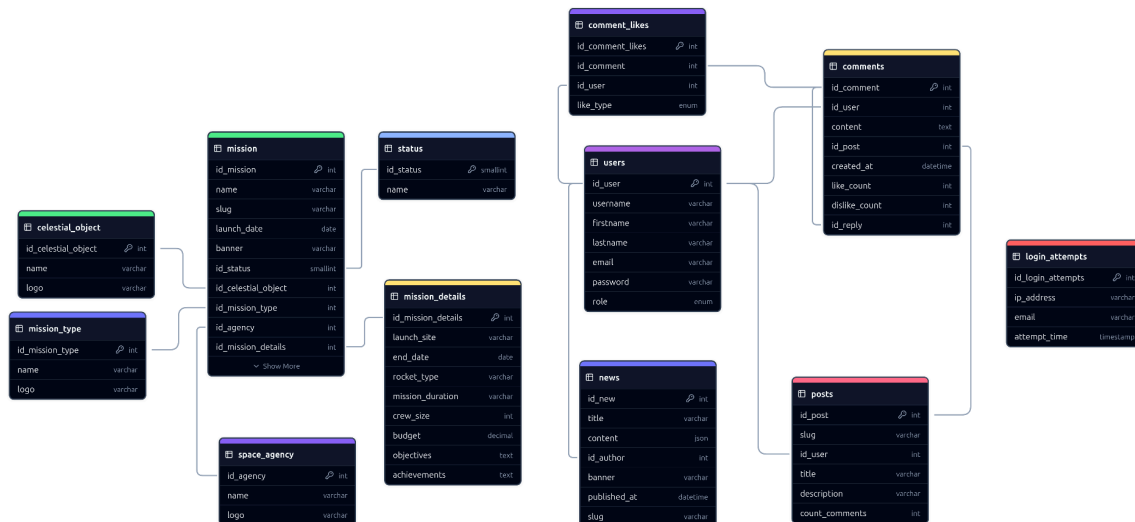 comment_likes
id_comment_likes int
id_comment int
id_user int
like_type enum
comments
id_comment int
id_user int
content text
id_post int
created_at datetime
like_count int
dislike_count int
id_reply int
mission
id_mission int
name varchar
slug varchar
launch_date date
banner varchar
id_status smallint
id_celestial_object int
id_mission_type int
id_agency int
id_mission_details int
Show More
status
id_status smallint
name varchar
users
id_user int
username varchar
firstname varchar
lastname varchar
email varchar
password varchar
role enum
celestial_object
id_celestial_object int
name varchar
logo varchar
login_attempts
id_login_attempts int
ip_address varchar
email varchar
attempt_time timestamp
mission_details
id_mission_details int
launch_site varchar
end_date date
rocket_type varchar
mission_duration varchar
crew_size int
budget decimal
objectives text
achievements text
mission_type
id_mission_type int
name varchar
logo varchar
news
id_new int
title varchar
content json
id_author int
banner varchar
published_at datetime
slug varchar
posts
id_post int
slug varchar
id_user int
title varchar
description varchar
count_comments int
space_agency
id_agency int
name varchar
logo varchar